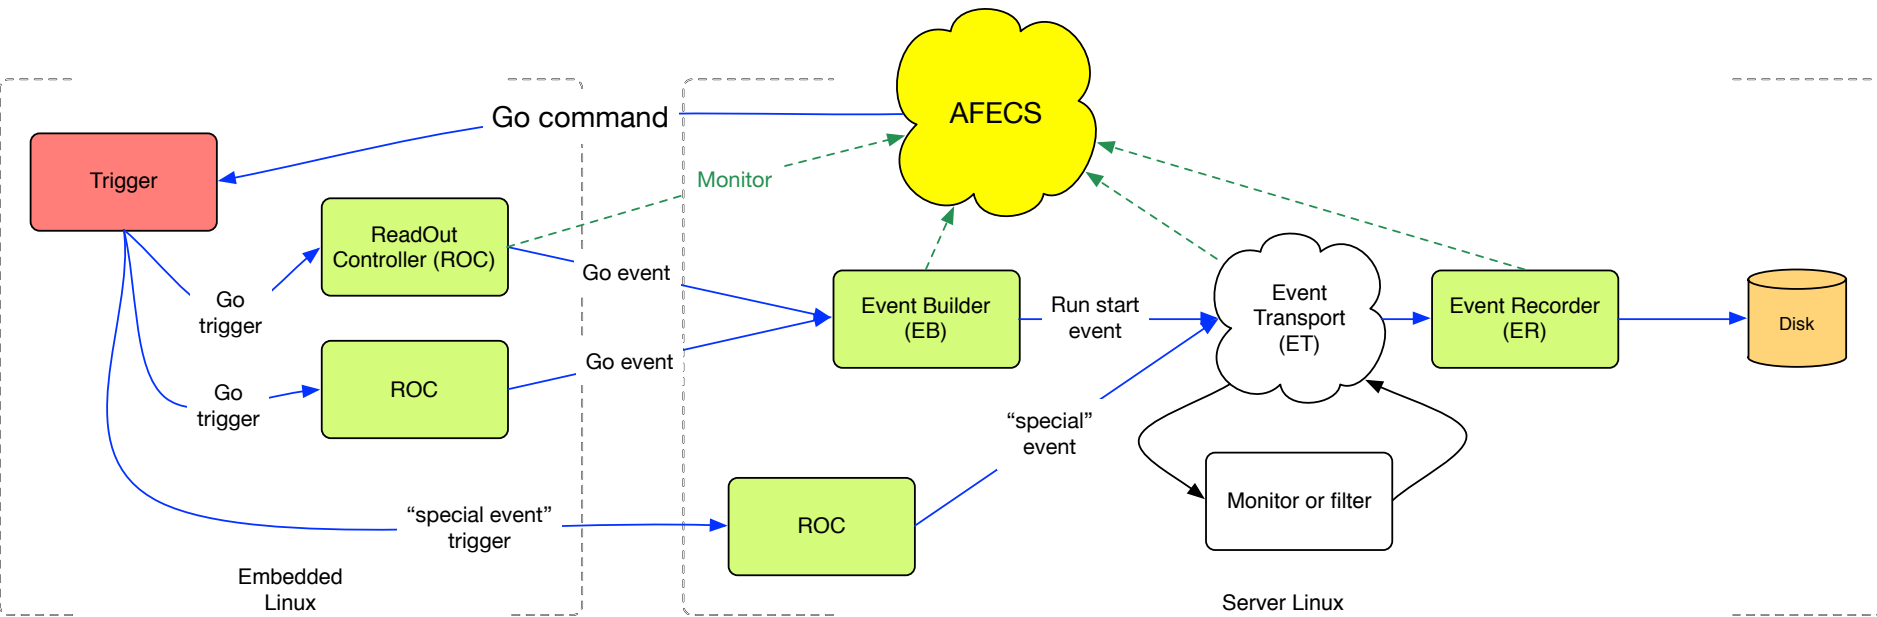 AFECS
Go command
Trigger
Monitor
ReadOut
Controller (ROC)
Go event
Go
trigger
Event Builder
(EB)
Run start
event
Event
Transport
(ET)
Event Recorder
(ER)
Disk
Go event
ROC
Go
trigger
“special”
event
Monitor or filter
“special event”
trigger
ROC
Embedded
Linux
Server Linux